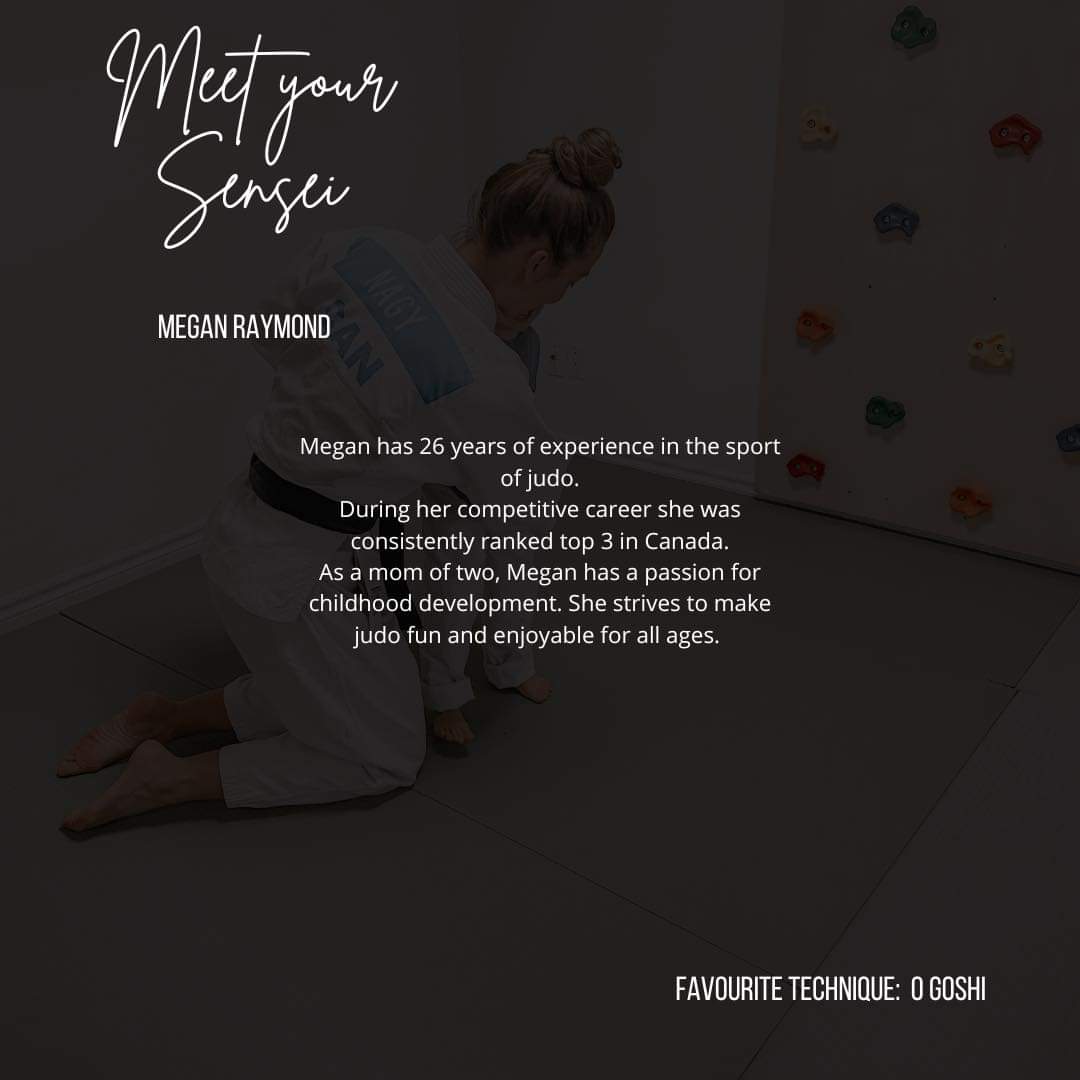 Meet your
Sensei
MEGAN RAYMOND
NAGY
CAN
Megan has 26 years of experience in the sport
of judo.
During her competitive career she was
consistently ranked top 3 in Canada.
As a mom of two, Megan has a passion for
childhood development. She strives to make
judo fun and enjoyable for all ages.
FAVOURITE TECHNIQUE: O GOSHI